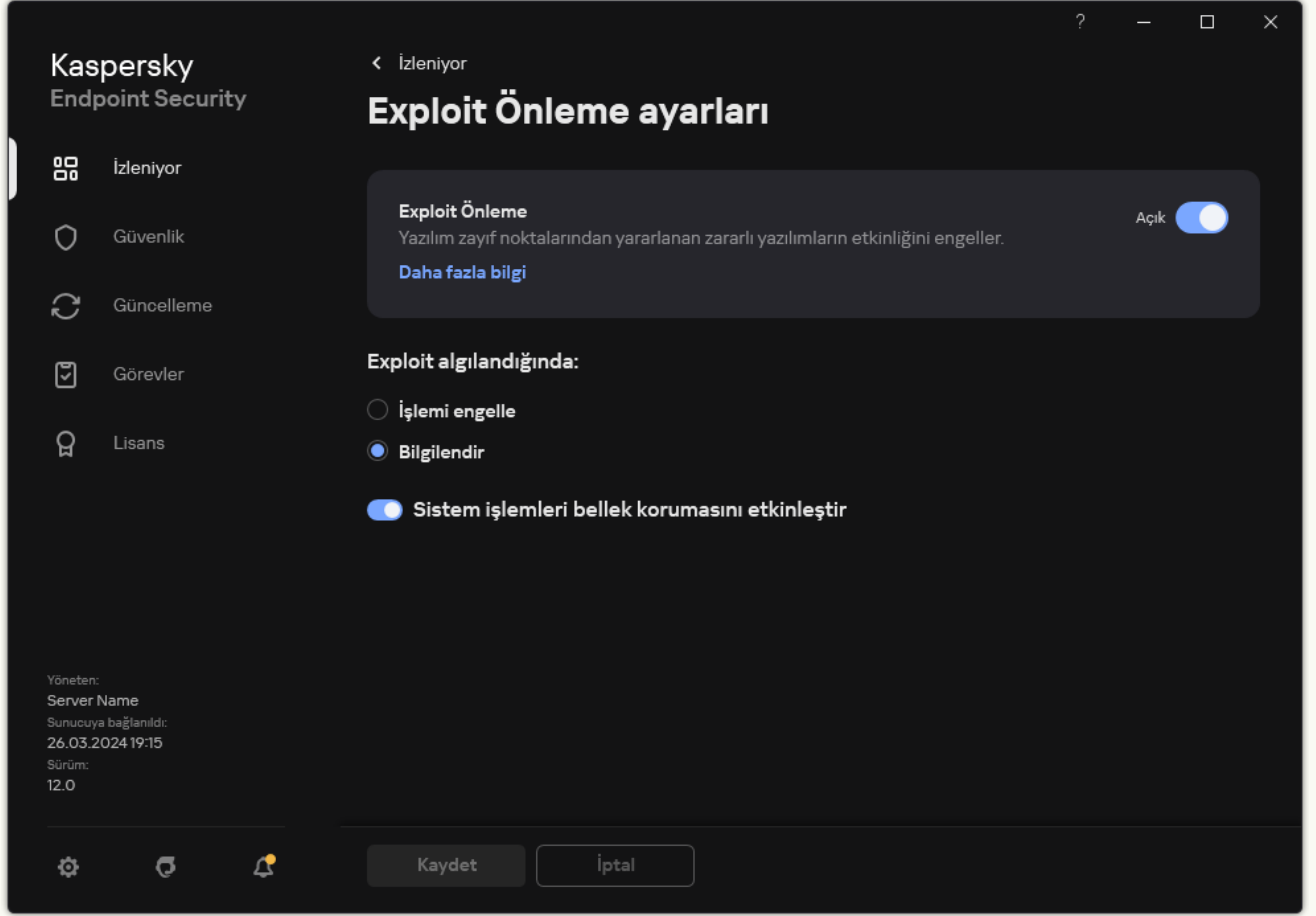 ?
Kaspersky
Endpoint Security
İzleniyor
Güvenlik
Güncelleme
Görevler
Lisans
Yöneten:
Server Name
Sunucuya bağlanıldı:
26.03.2024 19:15
Sürüm:
12.0
İzleniyor
Exploit Önleme ayarları
Exploit Önleme
Açık
Yazılım zayıf noktalarından yararlanan zararlı yazılımların etkinliğini engeller.
Daha fazla bilgi
Exploit algılandığında:
İşlemi engelle
Bilgilendir
Sistem işlemleri bellek korumasını etkinleştir
Kaydet
İptal